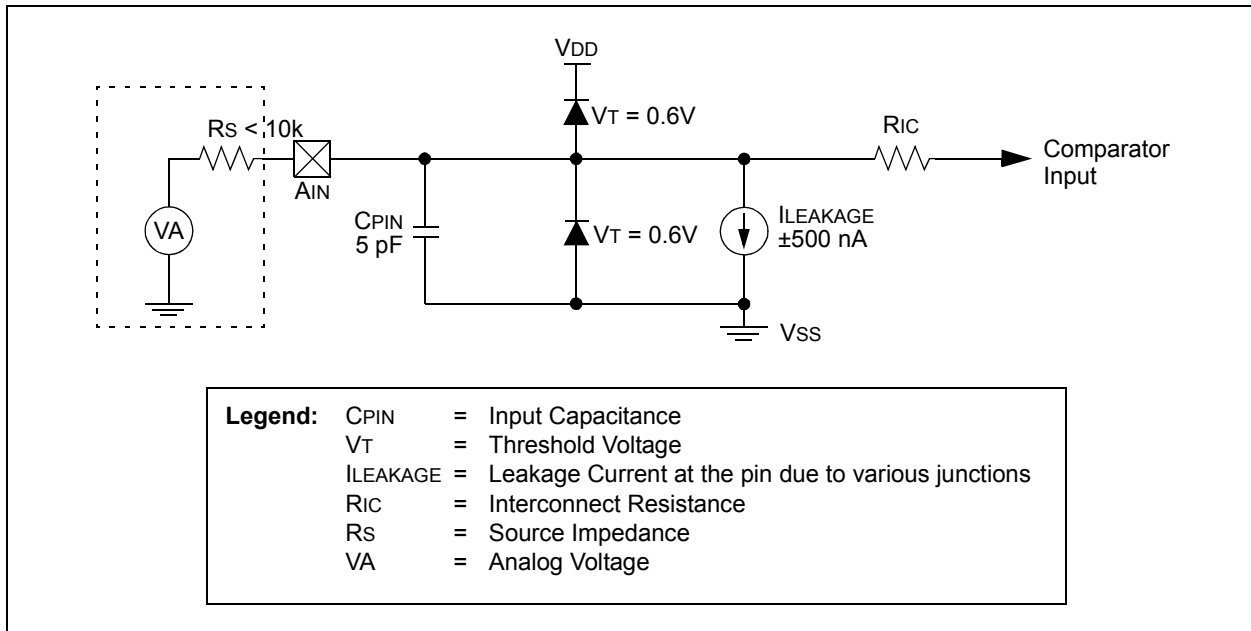 VDD
VT = 0.6V
RS < 10k
RIC
Comparator
Input
AIN
VA
CPIN
5 pF
VT = 0.6V
ILEAKAGE
±500 nA
VSS
Legend: CPIN = Input Capacitance
VT = Threshold Voltage
ILEAKAGE = Leakage Current at the pin due to various junctions
RIC = Interconnect Resistance
RS = Source Impedance
VA = Analog Voltage